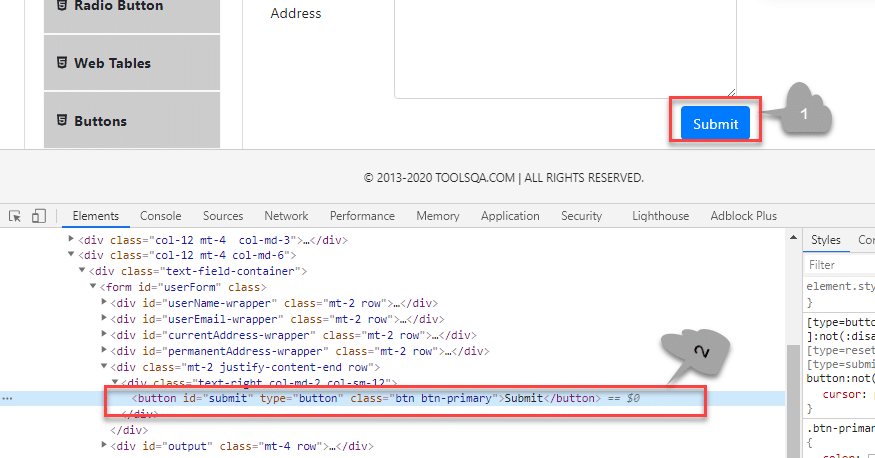 Radio Button
Address
Web Tables
Buttons
Submit
1
© 2013-2020 TOOLSQA.COM | ALL RIGHTS RESERVED.
Elements Console Sources Network Performance Memory Application Security Lighthouse Adblock Plus
<div class="col-12 mt-4  col-md-3">…</div>
<div class="col-12 mt-4 col-md-6">
<div class="text-field-container">
<form id="userForm" class>
<div id="userName-wrapper" class="mt-2 row">…</div>
<div id="userEmail-wrapper" class="mt-2 row">…</div>
<div id="currentAddress-wrapper" class="mt-2 row">…</div>
<div id="permanentAddress-wrapper" class="mt-2 row">…</div>
<div class="mt-2 justify-content-end row">
<div class="text-right col-md-2 col-sm-12">
… <button id="submit" type="button" class="btn btn-primary">Submit</button> == $0
</div>
</div>
<div id="output" class="mt-4 row">…</div>
2
Styles Co
Filter
element.sty
}
[type=butto
]:not(:disa
[type=reset
[type=submi
button:not(
cursor:
}
.btn-primar
{
color: